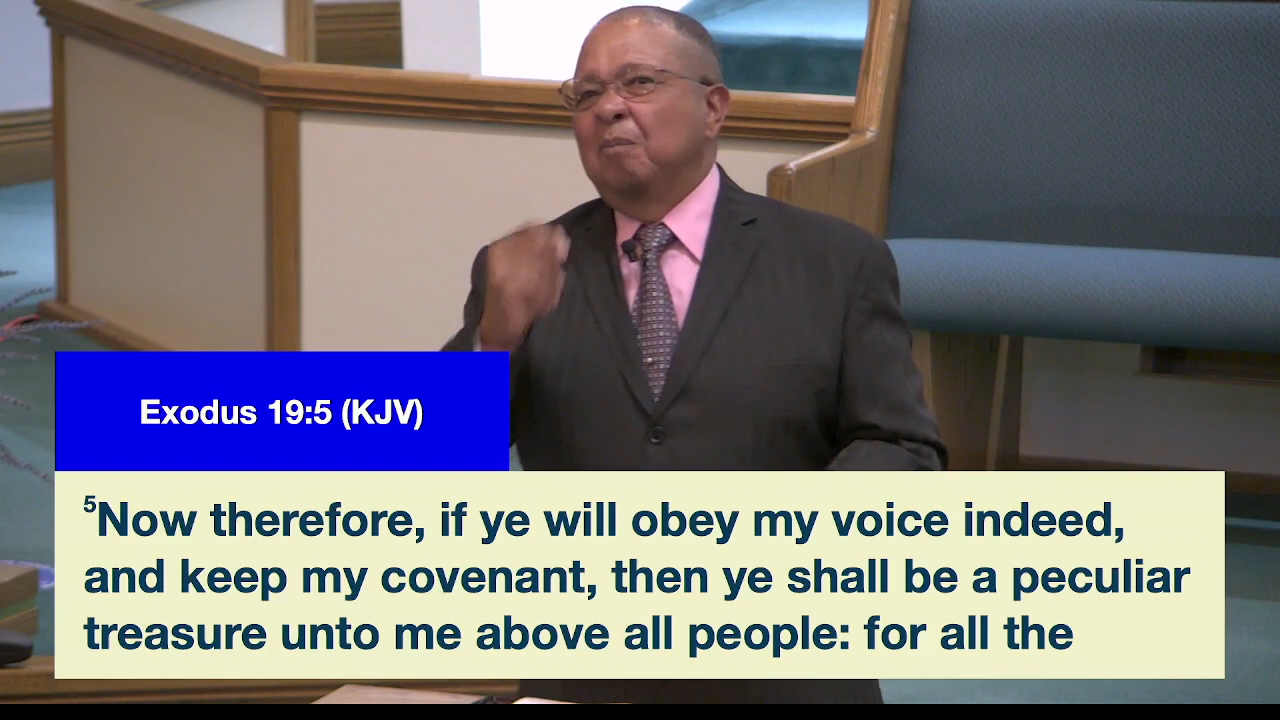 Exodus 19:5 (KJV)
5Now therefore, if ye will obey my voice indeed,
and keep my covenant, then ye shall be a peculiar
treasure unto me above all people: for all the